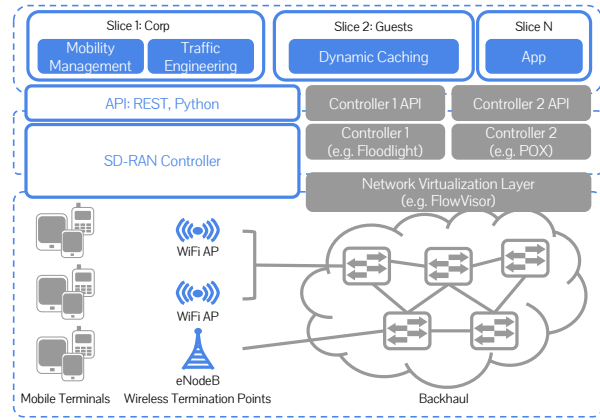 Slice 1: Corp
Slice 2: Guests
Slice N
Mobility
Management
Traffic
Engineering
Dynamic Caching
App
API: REST, Python
Controller 1 API
Controller 2 API
SD-RAN Controller
Controller 1
(e.g. Floodlight)
Controller 2
(e.g. POX)
Network Virtualization Layer
(e.g. FlowVisor)
WiFi AP
WiFi AP
eNodeB
Mobile Terminals
Wireless Termination Points
Backhaul